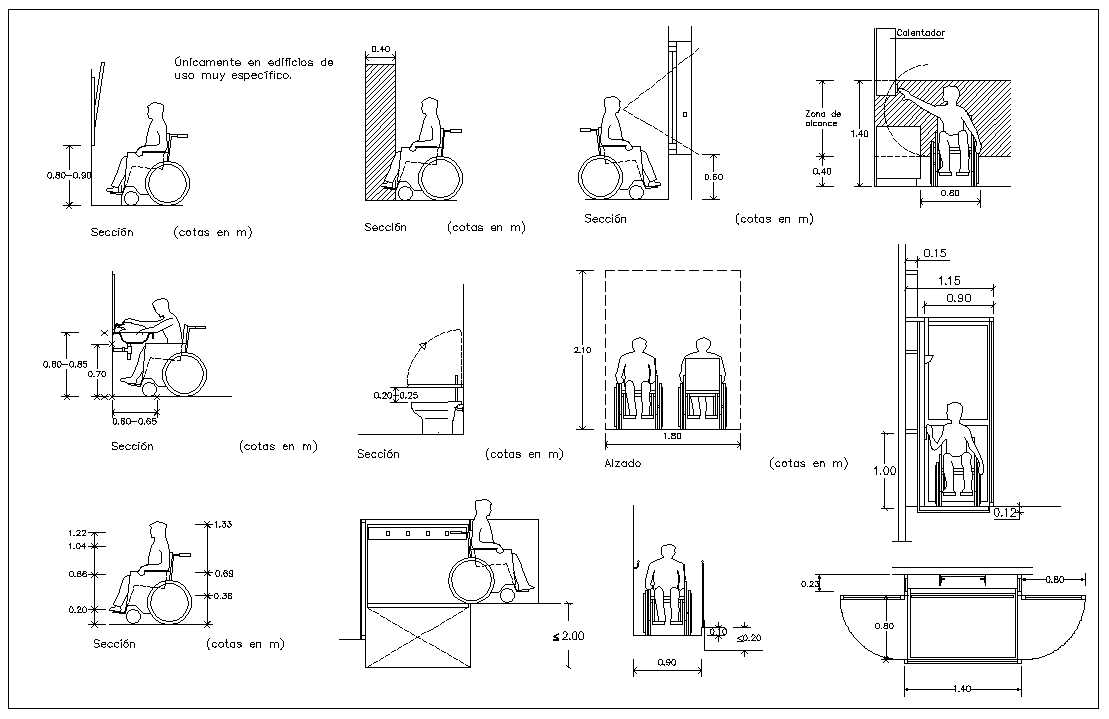 Únicamente en edificios de
uso muy específico.
0.80-0.90
Sección
(cotas en m)
0.40
Sección
(cotas en m)
0.60
Sección
(cotas en m)
Calentador
Zona de
alcance
1.40
0.40
0.80
0.80-0.85
0.70
0.60-0.65
Sección
(cotas en m)
0.20-0.25
Sección
(cotas en m)
2.10
1.80
Alzado
(cotas en m)
0.15
1.15
0.90
1.00
0.12
1.33
1.22
1.04
0.66
0.69
0.38
0.20
Sección
(cotas en m)
≤2.00
0.10
≤0.20
0.90
0.23
0.80
0.80
1.40